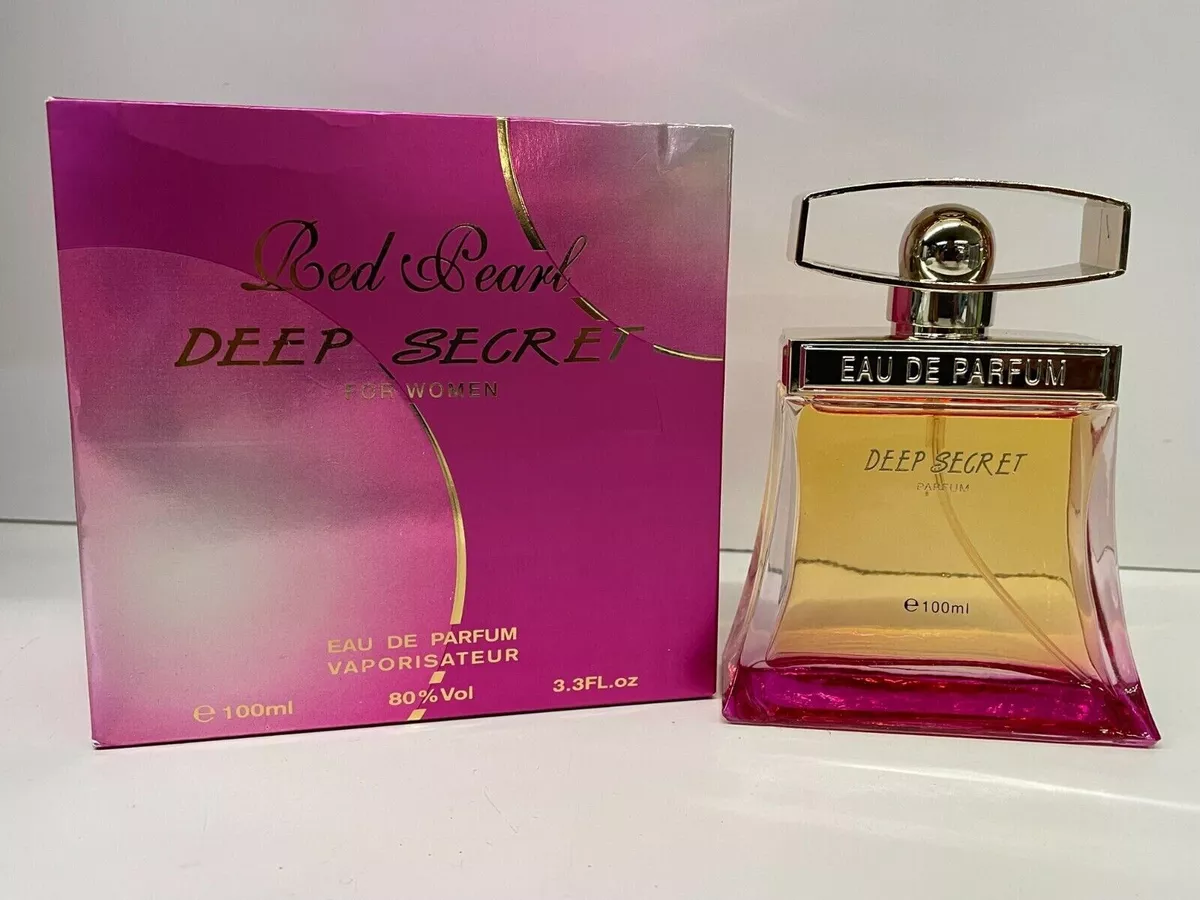 Red Pearl
DEEP SECRET
FOR WOMEN
EAU DE PARFUM
VAPORISATEUR
80%Vol
℮ 100ml
3.3FL.oz
EAU DE PARFUM
DEEP SECRET
PARFUM
℮100ml